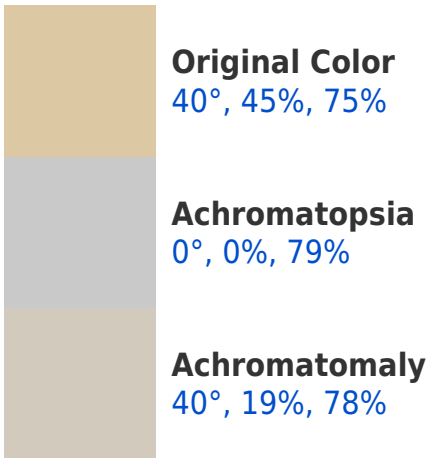 Original Color
40°, 45%, 75%
Achromatopsia
0°, 0%, 79%
Achromatomaly
40°, 19%, 78%